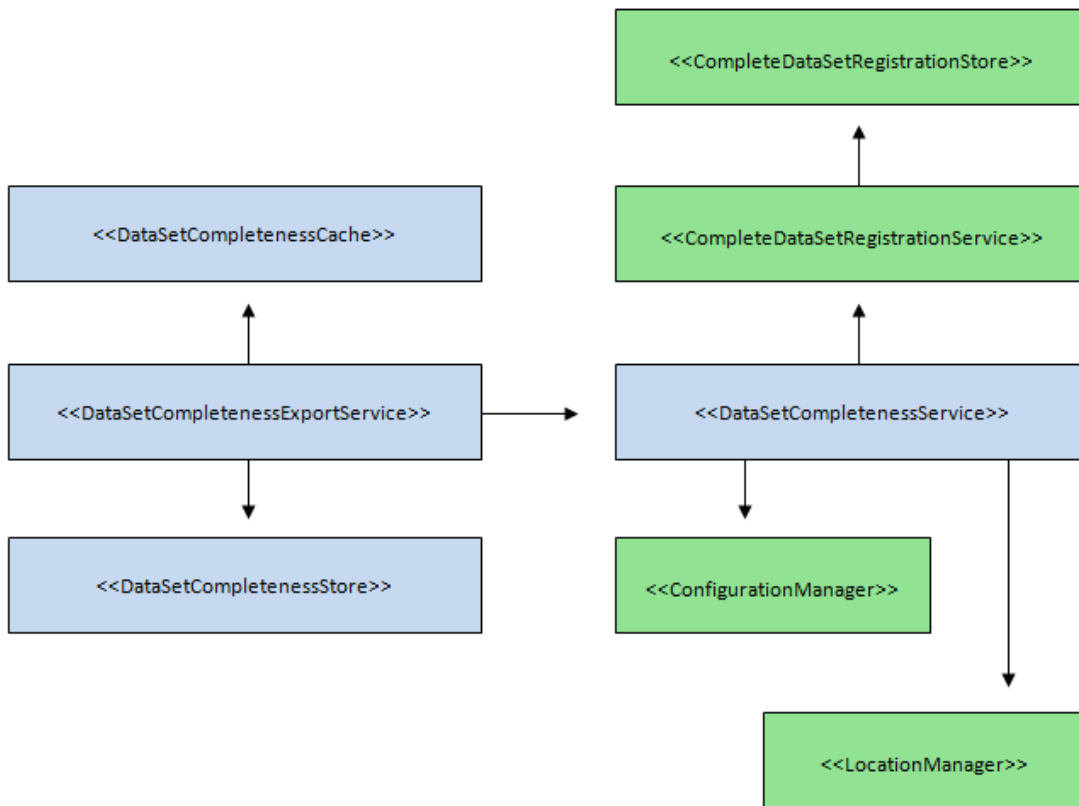 <<CompleteDataSetRegistrationStore>>
<<DataSetCompletenessCache>>
<<CompleteDataSetRegistrationService>>
<<DataSetCompletenessExportService>>
<<DataSetCompletenessService>>
<<DataSetCompletenessStore>>
<<ConfigurationManager>>
<<LocationManager>>